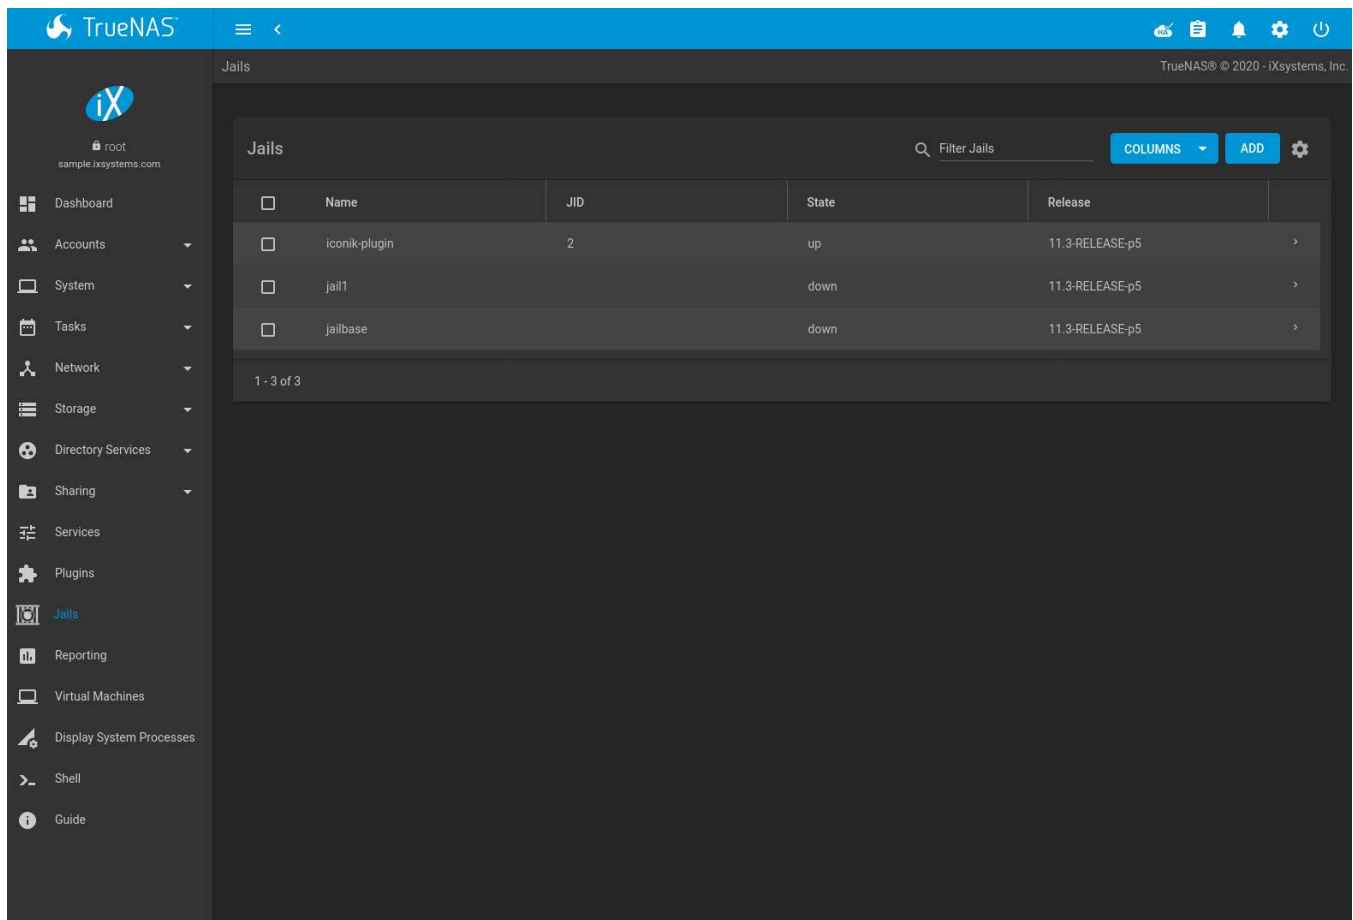 TrueNAS®
HA
Jails
TrueNAS® © 2020 - iXsystems, Inc.
iX
root
sample.ixsystems.com
Dashboard
Accounts
System
Tasks
Network
Storage
Directory Services
Sharing
Services
Plugins
Jails
Reporting
Virtual Machines
Display System Processes
Shell
Guide
Jails
Filter Jails
COLUMNS
ADD
Name JID State Release
iconik-plugin 2 up 11.3-RELEASE-p5
jail1 down 11.3-RELEASE-p5
jailbase down 11.3-RELEASE-p5
1 - 3 of 3